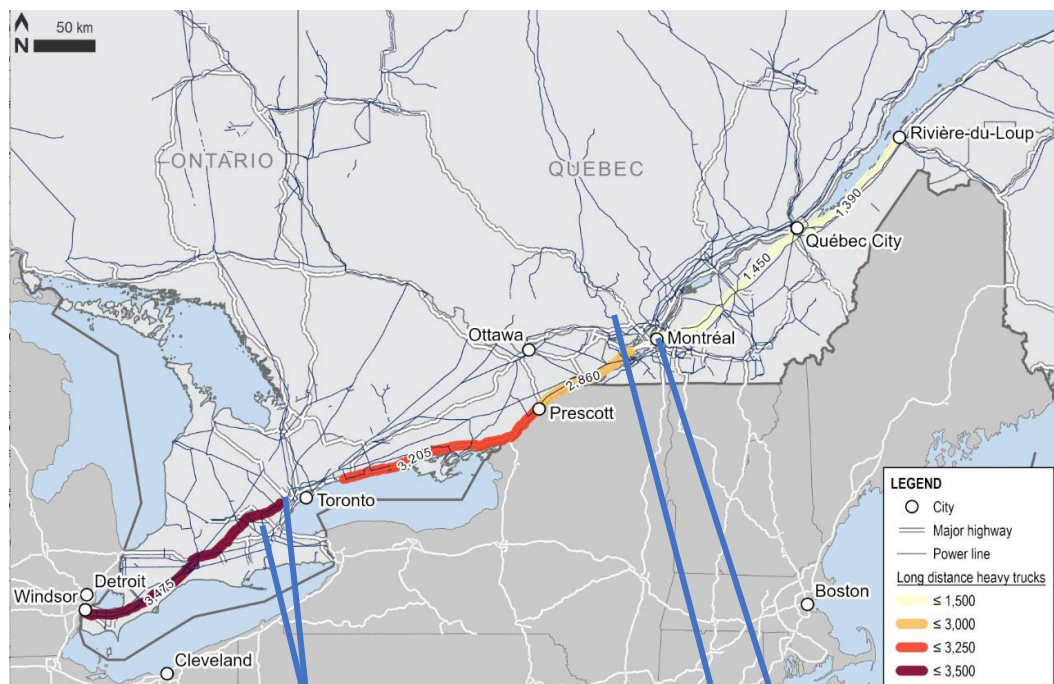 50 km
N
Rivière-du-Loup
ONTARIO
QUEBEC
1,390
Québec City
1,450
Ottawa
Montréal
2,860
Prescott
3,205
Toronto
Detroit
Windsor
3,475
Cleveland
Boston
LEGEND
City
Major highway
Power line
Long distance heavy trucks
≤ 1,500
≤ 3,000
≤ 3,250
≤ 3,500